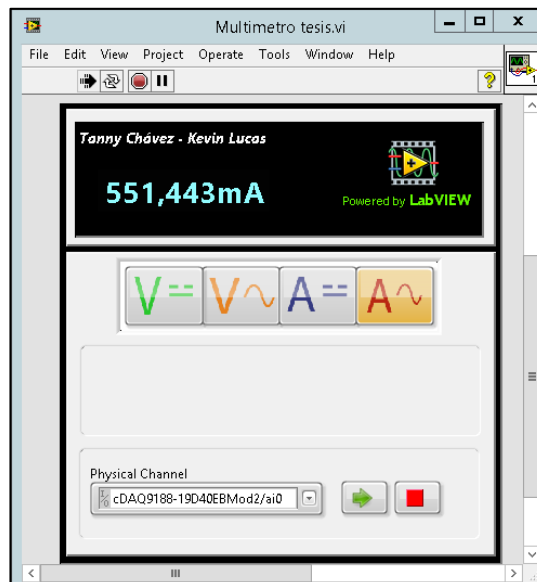 Multimetro tesis.vi
File Edit View Project Operate Tools Window Help
?
1
Tanny Chávez - Kevin Lucas
551,443mA
Powered by LabVIEW
V V A A
Physical Channel
I/O cDAQ9188-19D40EBMod2/ai0